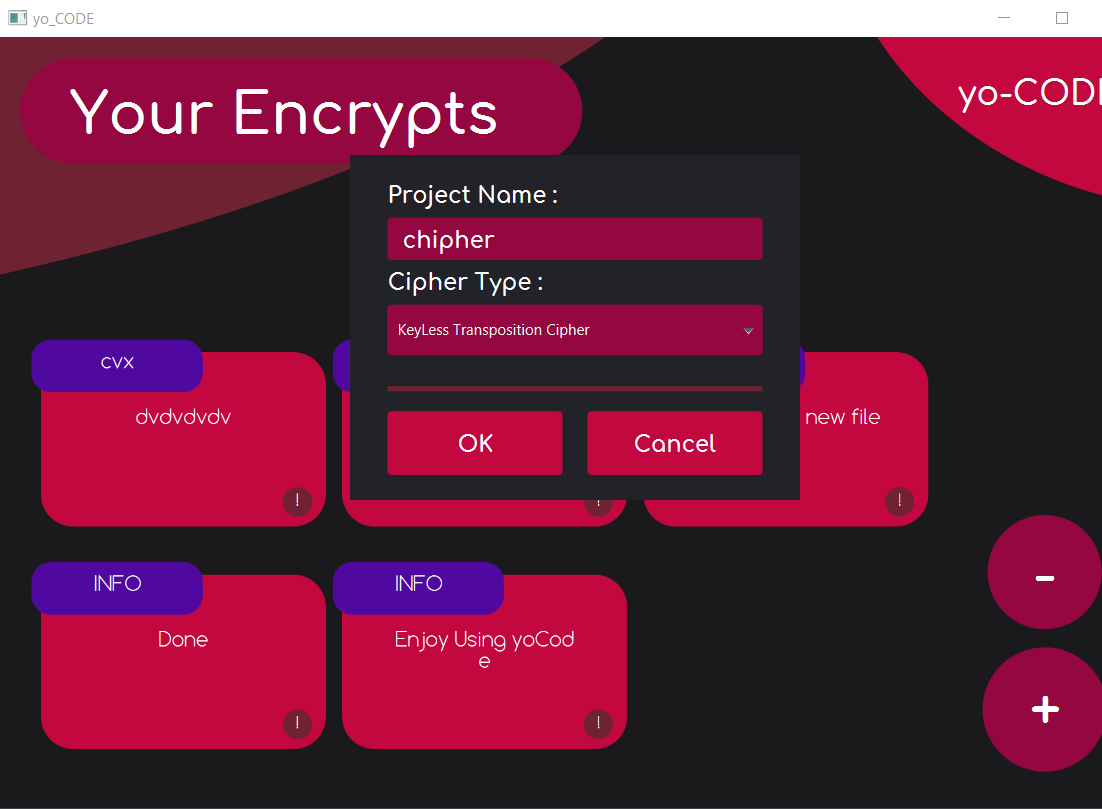 yo_CODE
Your Encrypts
yo-COD
Project Name :
chipher
Cipher Type :
KeyLess Transposition Cipher
OK
Cancel
cvx
dvdvdvdv
!
!
new file
!
INFO
Done
!
INFO
Enjoy Using yoCod
e
!
-
+